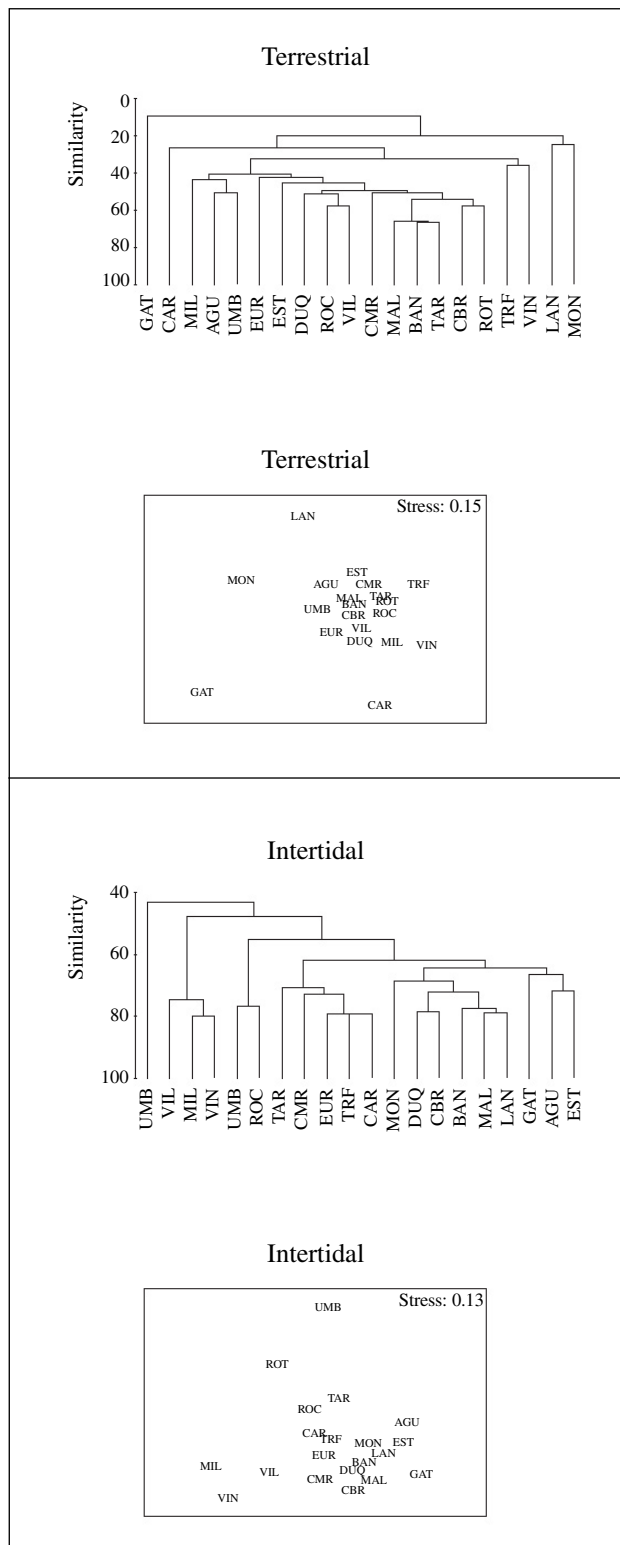 Terrestrial
Similarity
0
20
40
60
80
100
GAT CAR MIL AGU UMB EUR EST DUQ ROC VIL CMR MAL BAN TAR CBR ROT TRF VIN LAN MON
Terrestrial
Stress: 0.15
LAN
EST
MON AGU CMR TRF
MAL TAR
BAN ROT
UMB CBR ROC
EUR VIL
DUQ MIL VIN
GAT
CAR
Intertidal
Similarity
40
60
80
100
UMB VIL MIL VIN UMB ROC TAR CMR EUR TRF CAR MON DUQ CBR BAN MAL LAN GAT AGU EST
Intertidal
Stress: 0.13
UMB
ROT
TAR
ROC
AGU
CAR
TRF MON EST
EUR LAN
BAN
MIL VIL DUQ GAT
CMR MAL
CBR
VIN